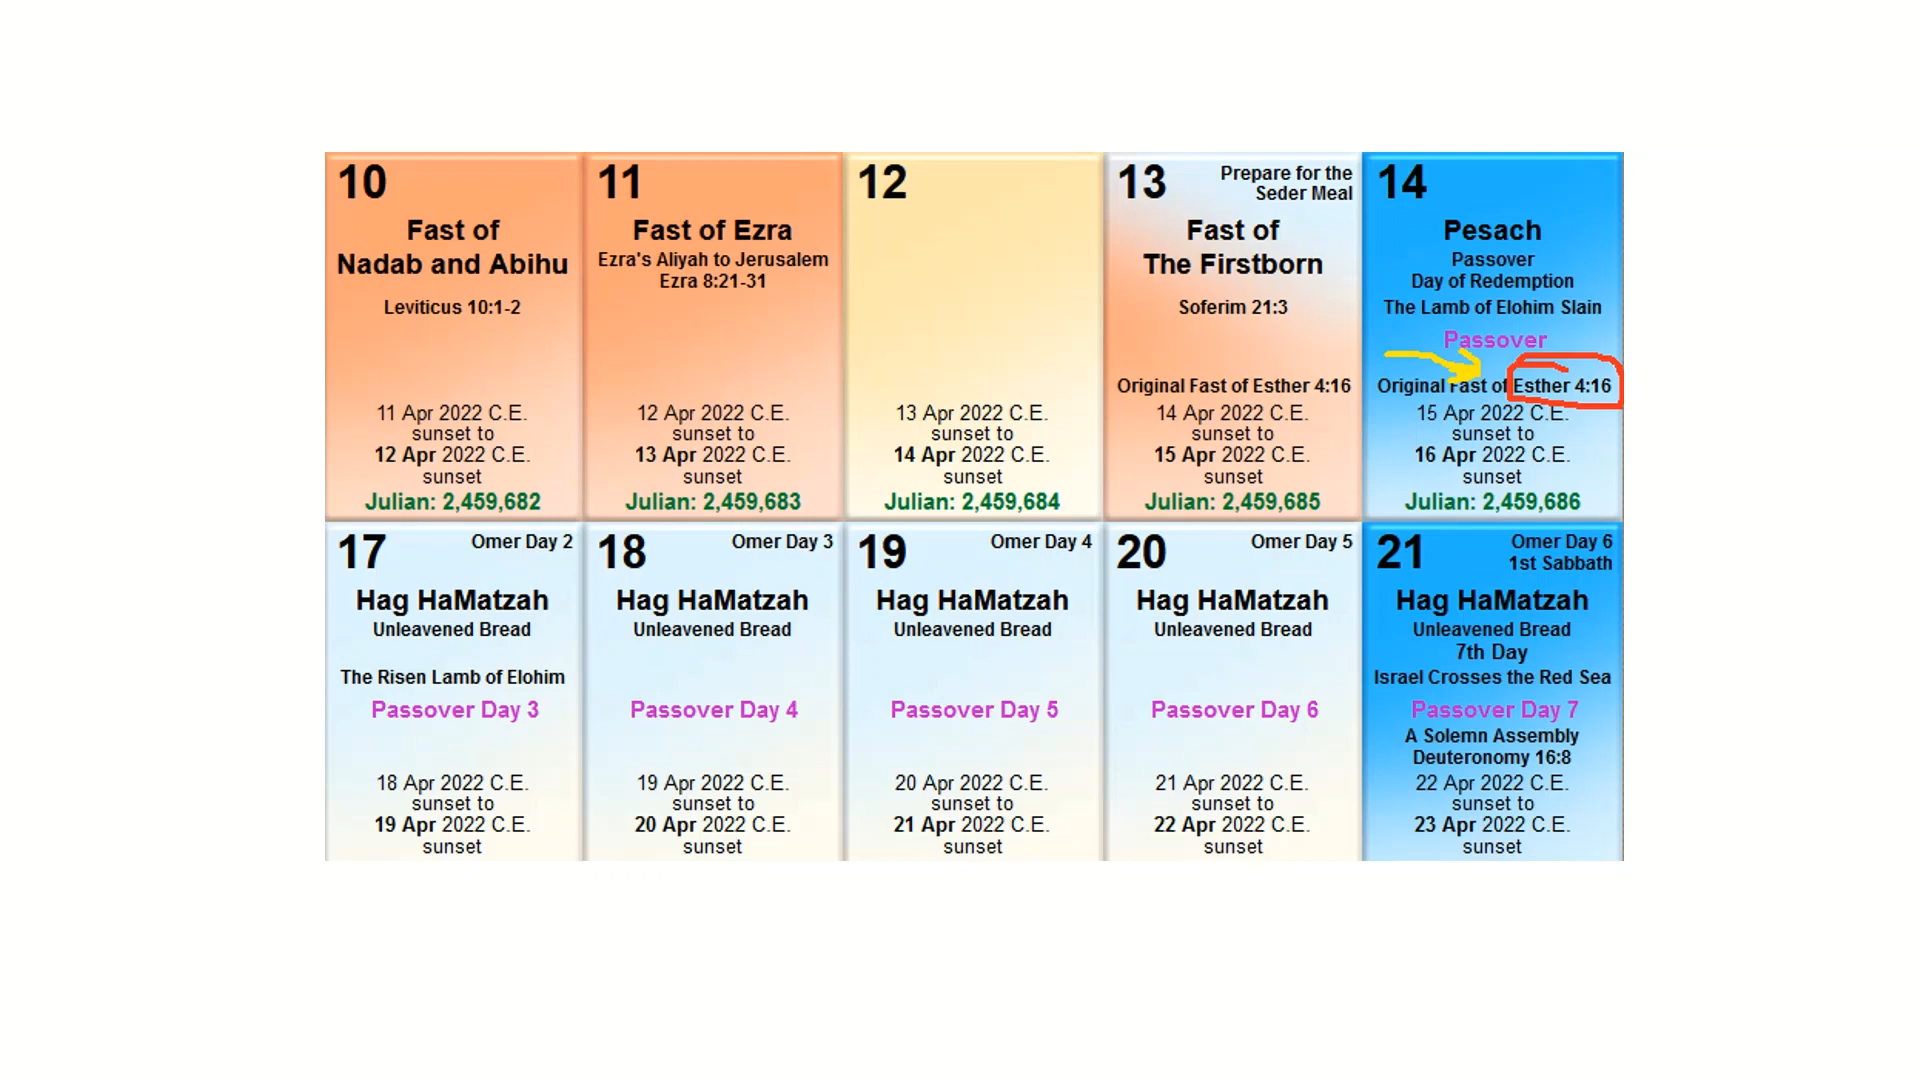 10
Fast of
Nadab and Abihu
Leviticus 10:1-2
11 Apr 2022 C.E.
sunset to
12 Apr 2022 C.E.
sunset
Julian: 2,459,682
11
Fast of Ezra
Ezra's Aliyah to Jerusalem
Ezra 8:21-31
12 Apr 2022 C.E.
sunset to
13 Apr 2022 C.E.
sunset
Julian: 2,459,683
12
13 Apr 2022 C.E.
sunset to
14 Apr 2022 C.E.
sunset
Julian: 2,459,684
13
Prepare for the
Seder Meal
Fast of
The Firstborn
Soferim 21:3
Original Fast of Esther 4:16
14 Apr 2022 C.E.
sunset to
15 Apr 2022 C.E.
sunset
Julian: 2,459,685
14
Pesach
Passover
Day of Redemption
The Lamb of Elohim Slain
Passover
Original Fast of Esther 4:16
15 Apr 2022 C.E.
sunset to
16 Apr 2022 C.E.
sunset
Julian: 2,459,686
17
Omer Day 2
Hag HaMatzah
Unleavened Bread
The Risen Lamb of Elohim
Passover Day 3
18 Apr 2022 C.E.
sunset to
19 Apr 2022 C.E.
sunset
18
Omer Day 3
Hag HaMatzah
Unleavened Bread
Passover Day 4
19 Apr 2022 C.E.
sunset to
20 Apr 2022 C.E.
sunset
19
Omer Day 4
Hag HaMatzah
Unleavened Bread
Passover Day 5
20 Apr 2022 C.E.
sunset to
21 Apr 2022 C.E.
sunset
20
Omer Day 5
Hag HaMatzah
Unleavened Bread
Passover Day 6
21 Apr 2022 C.E.
sunset to
22 Apr 2022 C.E.
sunset
21
Omer Day 6
1st Sabbath
Hag HaMatzah
Unleavened Bread
7th Day
Israel Crosses the Red Sea
Passover Day 7
A Solemn Assembly
Deuteronomy 16:8
22 Apr 2022 C.E.
sunset to
23 Apr 2022 C.E.
sunset